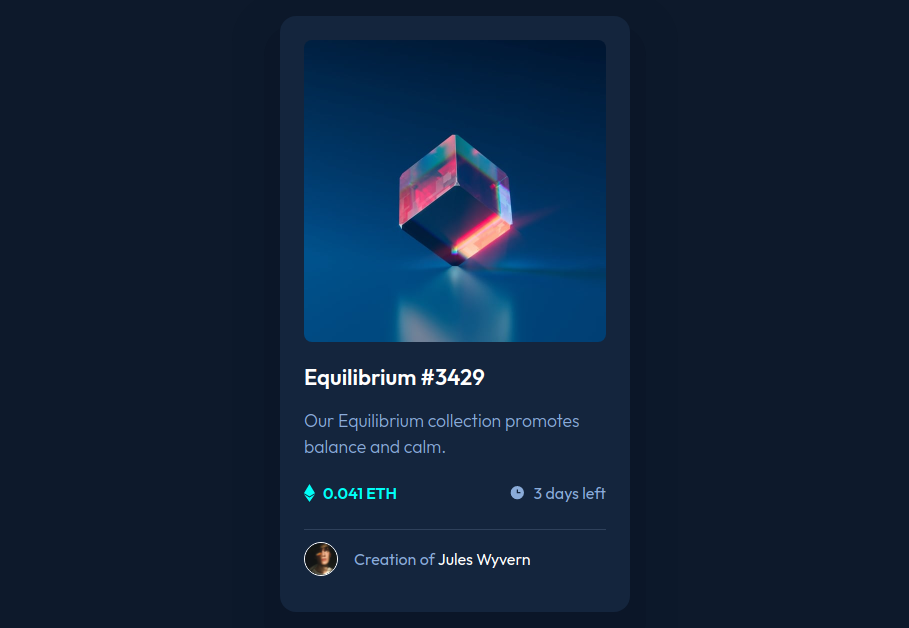 Equilibrium #3429
Our Equilibrium collection promotes
balance and calm.
0.041 ETH
3 days left
Creation of Jules Wyvern